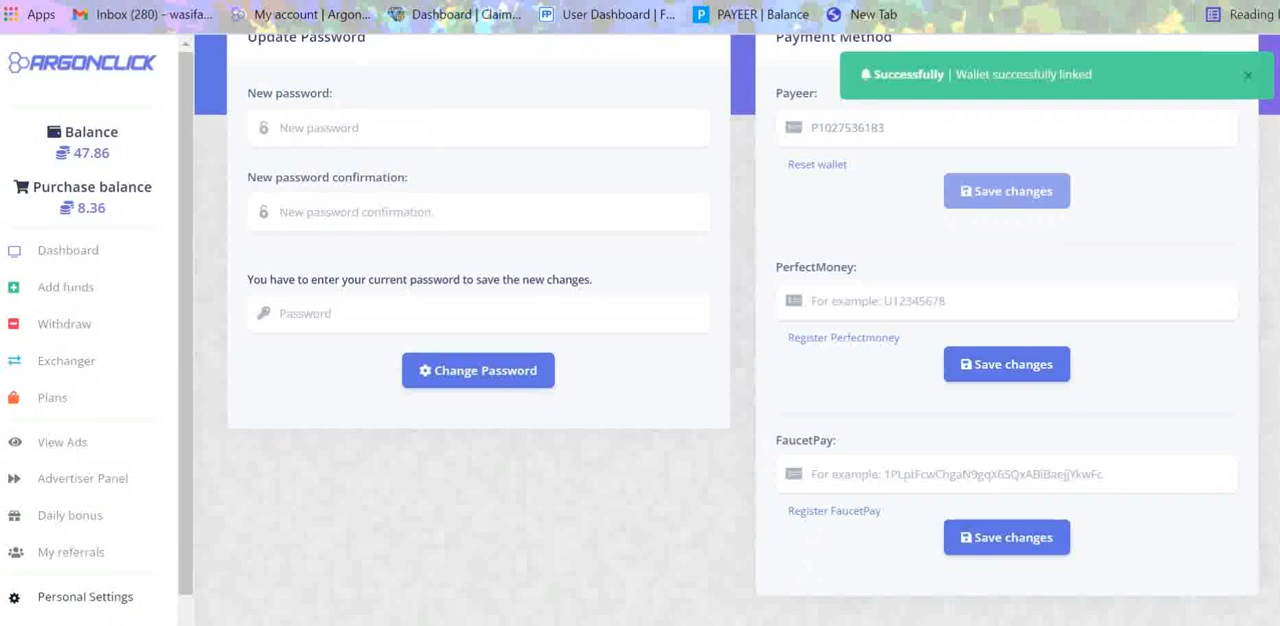 Apps
Inbox (280) - wasifa...
My account | Argon...
Dashboard | Claim...
User Dashboard | F...
PAYEER | Balance
New Tab
Reading
ARGONCLICK
Balance
47.86
Purchase balance
8.36
Dashboard
Add funds
Withdraw
Exchanger
Plans
View Ads
Advertiser Panel
Daily bonus
My referrals
Personal Settings
Update Password
New password:
New password
New password confirmation:
New password confirmation
You have to enter your current password to save the new changes.
Password
Change Password
Payment Method
Successfully | Wallet successfully linked
×
Payeer:
P1027536183
Reset wallet
Save changes
PerfectMoney:
For example: U12345678
Register Perfectmoney
Save changes
FaucetPay:
For example:
Register FaucetPay
Save changes